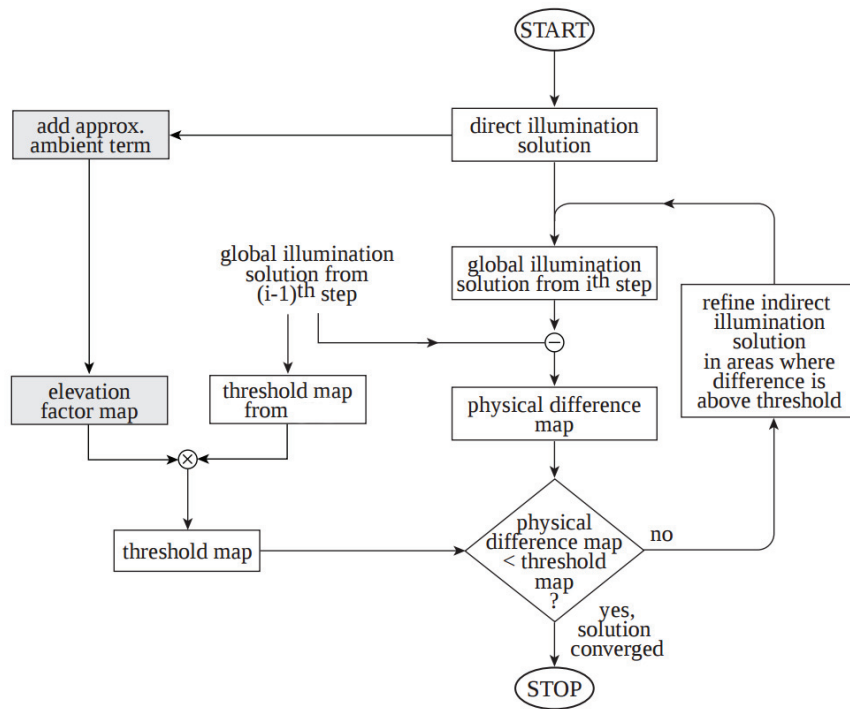 START
direct illumination
solution
add approx.
ambient term
global illumination
solution from
(i-1)th step
global illumination
solution from ith step
refine indirect
illumination
solution
in areas where
difference is
above threshold
elevation
factor map
threshold map
from
physical difference
map
threshold map
physical
difference map
< threshold
map
?
no
yes,
solution
converged
STOP